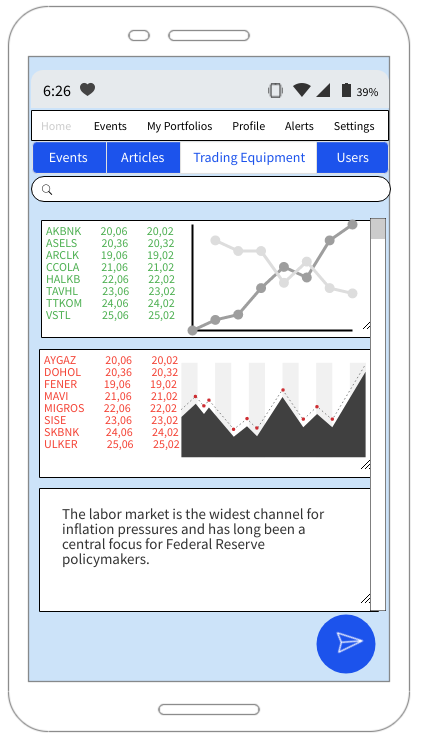 6:26
39%
Home Events My Portfolios Profile Alerts Settings
Events Articles Trading Equipment Users
AKBNK 20,06 20,02
ASELS 20,36 20,32
ARCLK 19,06 19,02
CCOLA 21,06 21,02
HALKB 22,06 22,02
TAVHL 23,06 23,02
TTKOM 24,06 24,02
VSTL 25,06 25,02
AYGAZ 20,06 20,02
DOHOL 20,36 20,32
FENER 19,06 19,02
MAVI 21,06 21,02
MIGROS 22,06 22,02
SISE 23,06 23,02
SKBNK 24,06 24,02
ULKER 25,06 25,02
The labor market is the widest channel for
inflation pressures and has long been a
central focus for Federal Reserve
policymakers.